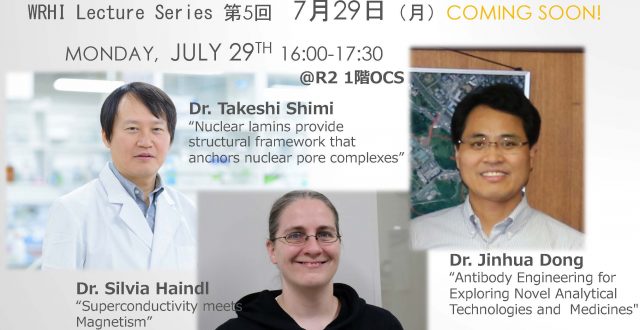 WRHI Lecture Series 第5回 7月29日（月）COMING SOON!
MONDAY, JULY 29TH 16:00-17:30
@R2 1階OCS
Dr. Takeshi Shimi
“Nuclear lamins provide
structural framework that
anchors nuclear pore complexes”
Dr. Jinhua Dong
“Antibody Engineering for
Exploring Novel Analytical
Technologies and Medicines"
Dr. Silvia Haindl
“Superconductivity meets
Magnetism”